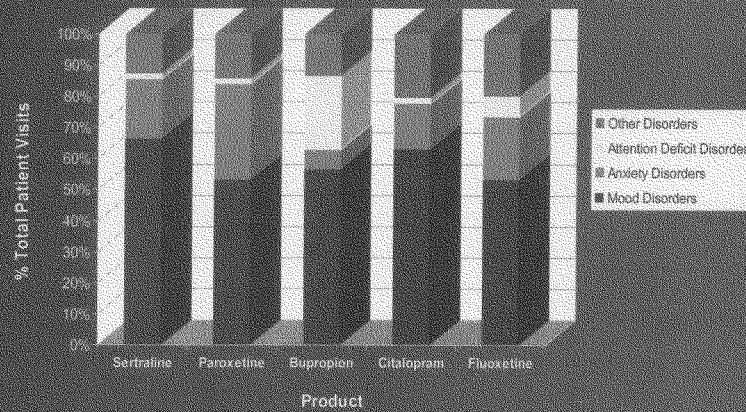 100%
90%
80%
70%
60%
50%
40%
30%
20%
10%
0%
% Total Patient Visits
Sertraline Paroxetine Bupropion Citalopram Fluoxetine
Product
Other Disorders
Attention Deficit Disorder
Anxiety Disorders
Mood Disorders